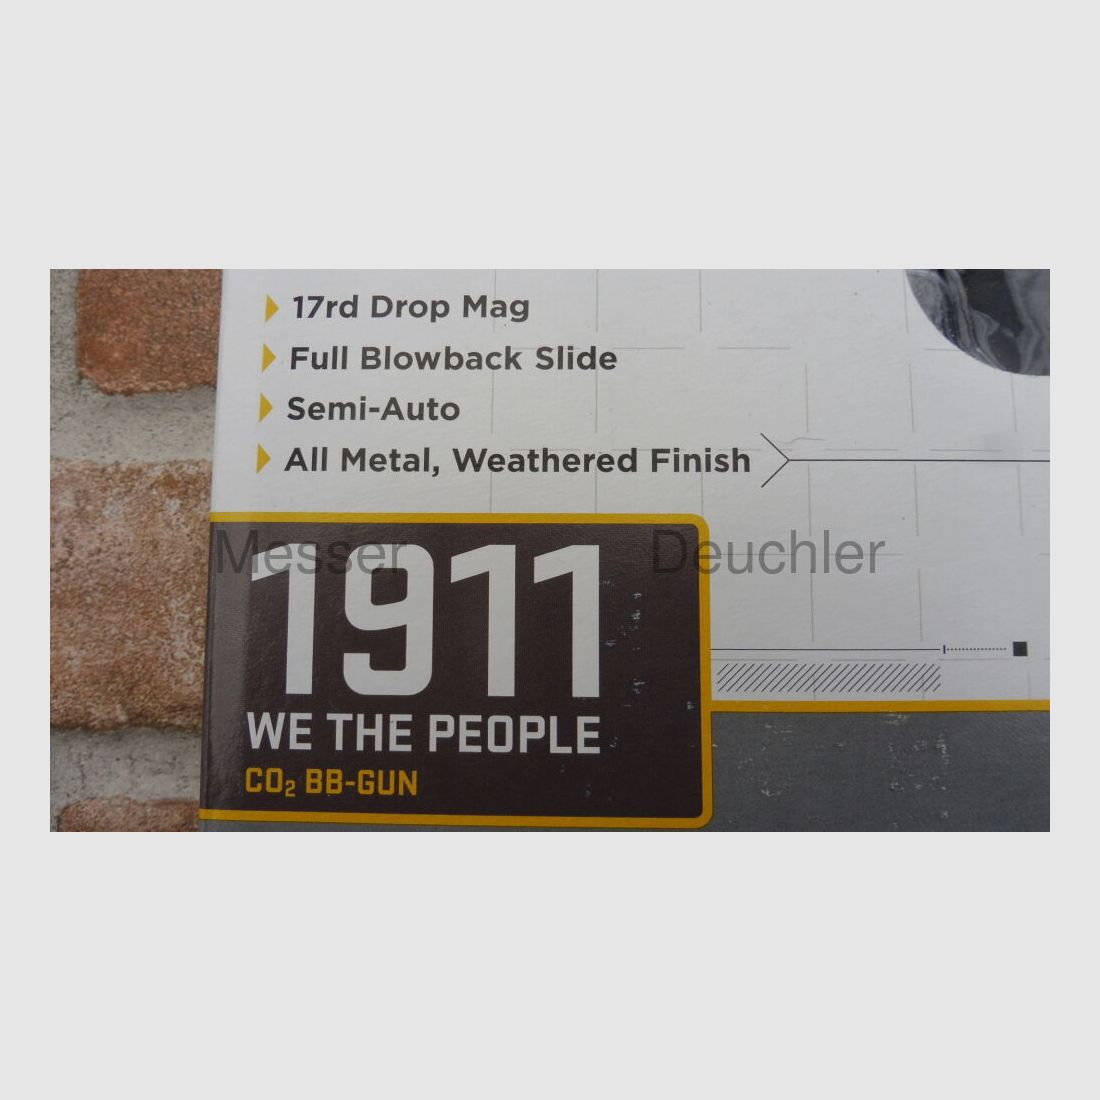 17rd Drop Mag
Full Blowback Slide
Semi-Auto
All Metal, Weathered Finish
Messer Deuchler
1911
WE THE PEOPLE
CO₂ BB-GUN